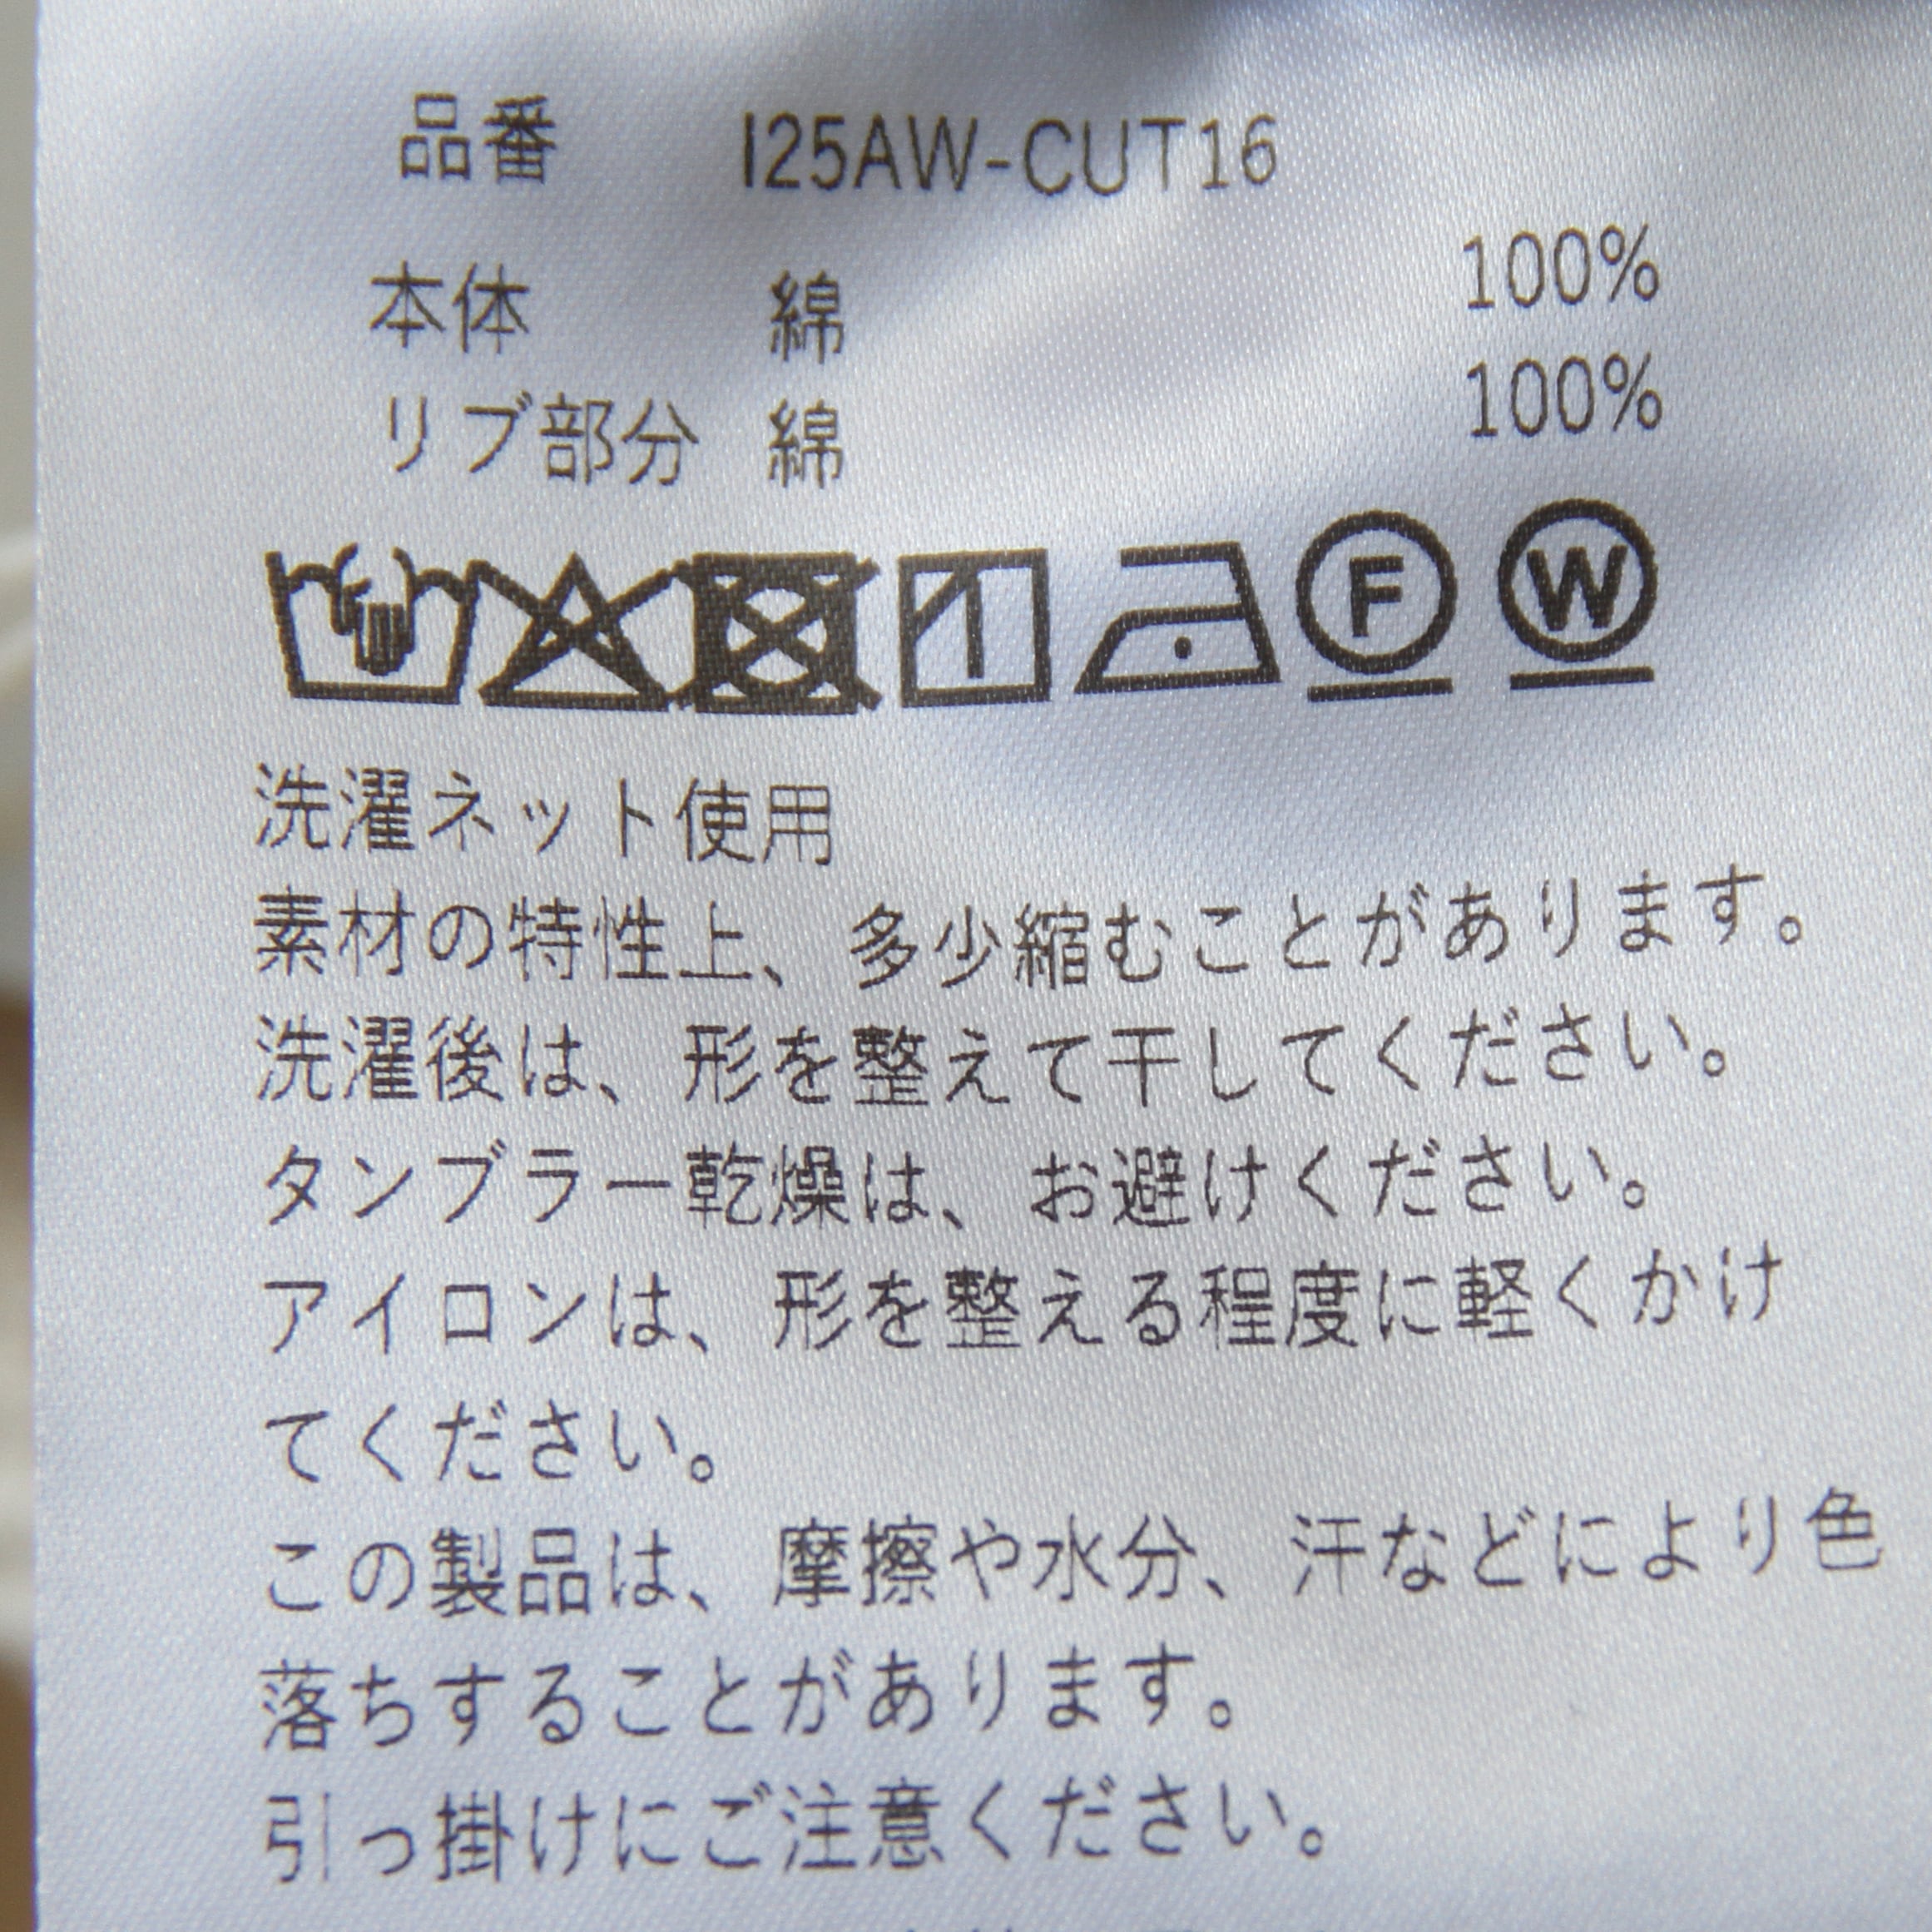 品番 I25AW-CUT16
本体 綿 100%
リブ部分 綿 100%
F W
洗濯ネット使用
素材の特性上、多少縮むことがあります。
洗濯後は、形を整えて干してください。
タンブラー乾燥は、お避けください。
アイロンは、形を整える程度に軽くかけ
てください。
この製品は、摩擦や水分、汗などにより色
落ちすることがあります。
引っ掛けにご注意ください。